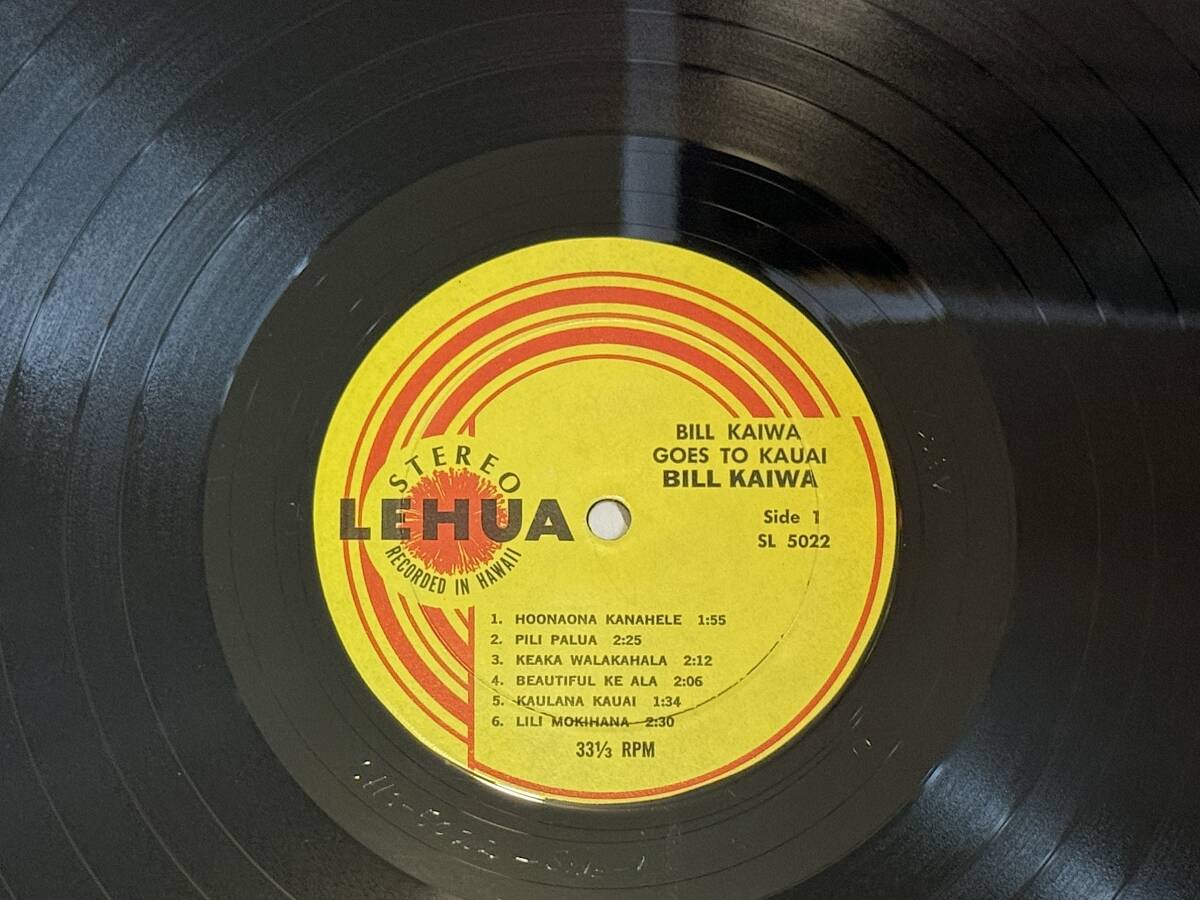 BILL KAIWA
GOES TO KAUAI
BILL KAIWA
STEREO
LEHUA
RECORDED IN HAWAII
Side 1
SL 5022
1. HOONAONA KANAHELE 1:55
2. PILI PALUA 2:25
3. KEAKA WALAKAHALA 2:12
4. BEAUTIFUL KE ALA 2:06
5. KAULANA KAUAI 1:34
6. LILI MOKIHANA 2:30
33⅓ RPM